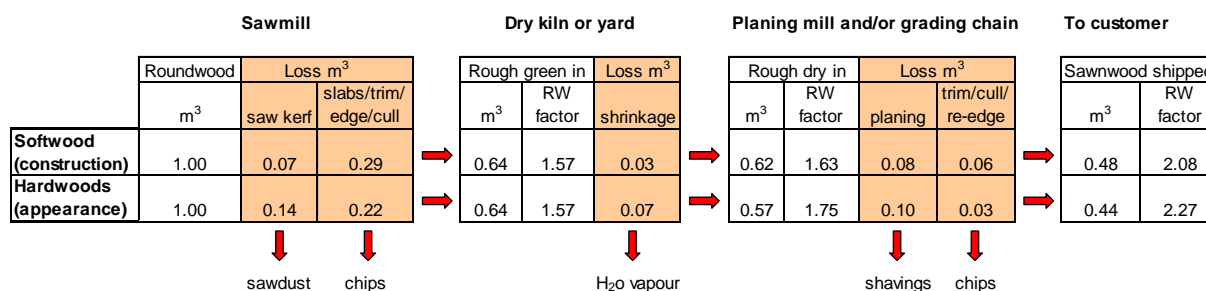 Sawmill Dry kiln or yard Planing mill and/or grading chain To customer
Roundwood Loss m³ Rough green in Loss m³ Rough dry in Loss m³ Sawnwood shipped
m³ saw kerf slabs/trim/edge/cull m³ RW factor shrinkage m³ RW factor planing trim/cull/re-edge m³ RW factor
Softwood
(construction) 1.00 0.07 0.29 0.64 1.57 0.03 0.62 1.63 0.08 0.06 0.48 2.08
Hardwoods
(appearance) 1.00 0.14 0.22 0.64 1.57 0.07 0.57 1.75 0.10 0.03 0.44 2.27
sawdust chips H₂o vapour shavings chips